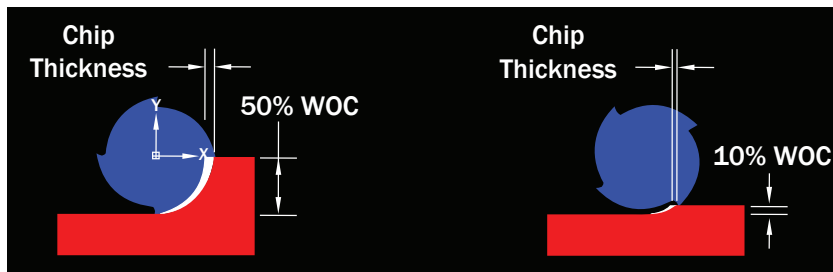 Chip
Thickness
50% WOC
Y
X
Chip
Thickness
10% WOC